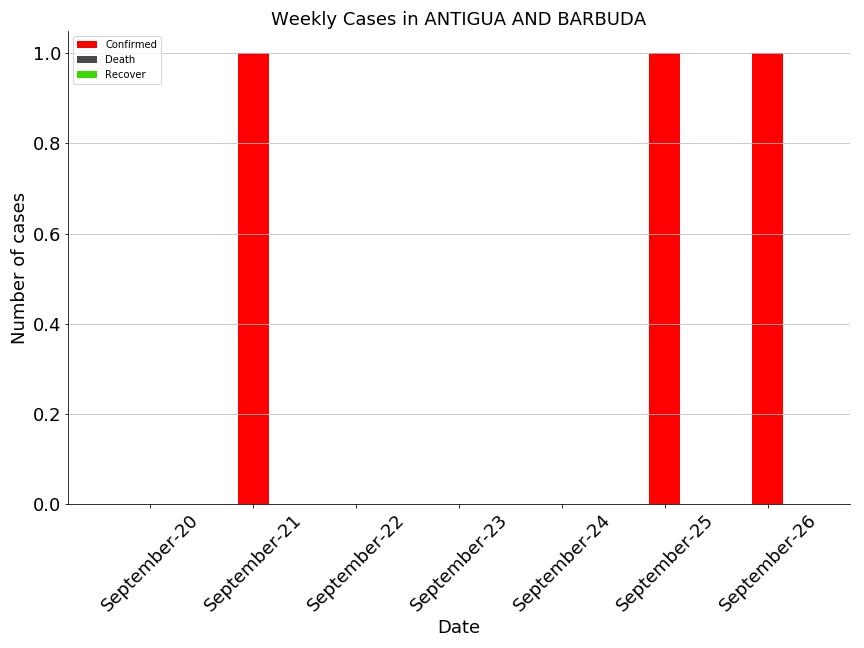 Weekly Cases in ANTIGUA AND BARBUDA
Confirmed
Death
Recover
1.0
0.8
0.6
0.4
0.2
0.0
Number of cases
September-20
September-21
September-22
September-23
September-24
September-25
September-26
Date